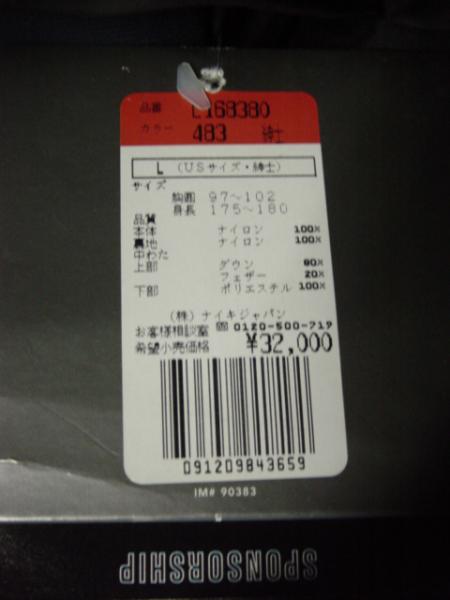 品番 L168380
カラー 483 紳士
L (USサイズ・紳士)
サイズ
胸囲 97～102
身長 175～180
品質
本体 ナイロン 100%
裏地 ナイロン 100%
中わた
上部 ダウン 80%
フェザー 20%
下部 ポリエステル 100%
(株)ナイキジャパン
お客様相談室 0120-500-719
希望小売価格 ¥32,000
091209843659
IM# 90383
SPONSORSHIP